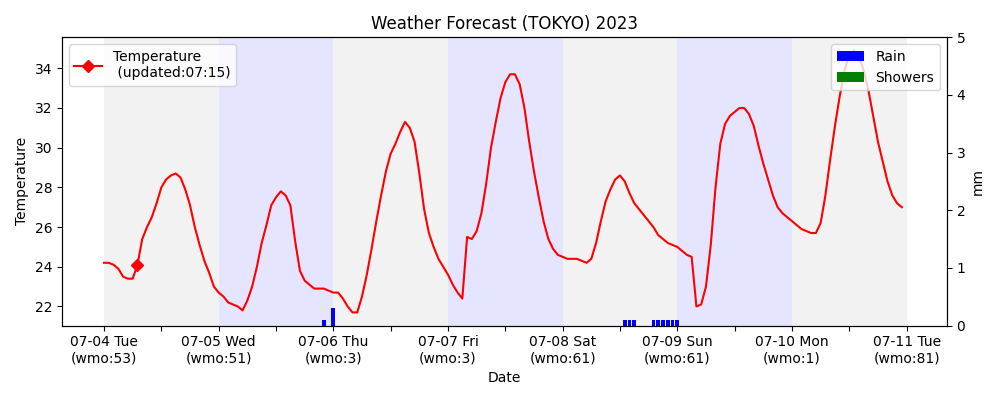 Weather Forecast (TOKYO) 2023
Temperature
(updated:07:15)
Rain
Showers
Temperature
34
32
30
28
26
24
22
5
4
3
2
1
0
mm
07-04 Tue
(wmo:53)
07-05 Wed
(wmo:51)
07-06 Thu
(wmo:3)
07-07 Fri
(wmo:3)
07-08 Sat
(wmo:61)
07-09 Sun
(wmo:61)
07-10 Mon
(wmo:1)
07-11 Tue
(wmo:81)
Date